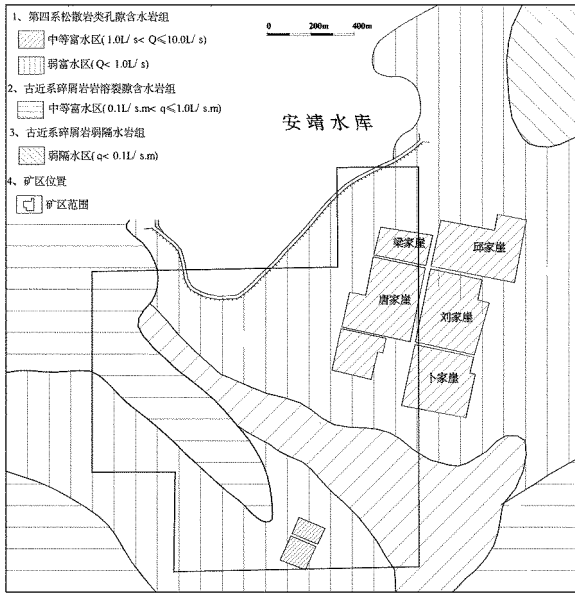 1、第四系松散岩类孔隙含水岩组
中等富水区(1.0L/s<Q≤10.0L/s)
弱富水区(Q<1.0L/s)
2、古近系碎屑岩岩溶裂隙含水岩组
中等富水区(0.1L/s.m<q≤1.0L/s.m)
3、古近系碎屑岩弱隔水岩组
弱隔水区(q<0.1L/s.m)
4、矿区位置
矿区范围
0 200m 400m
安靖水库
梁家崖
邱家崖
唐家崖
刘家崖
卜家崖